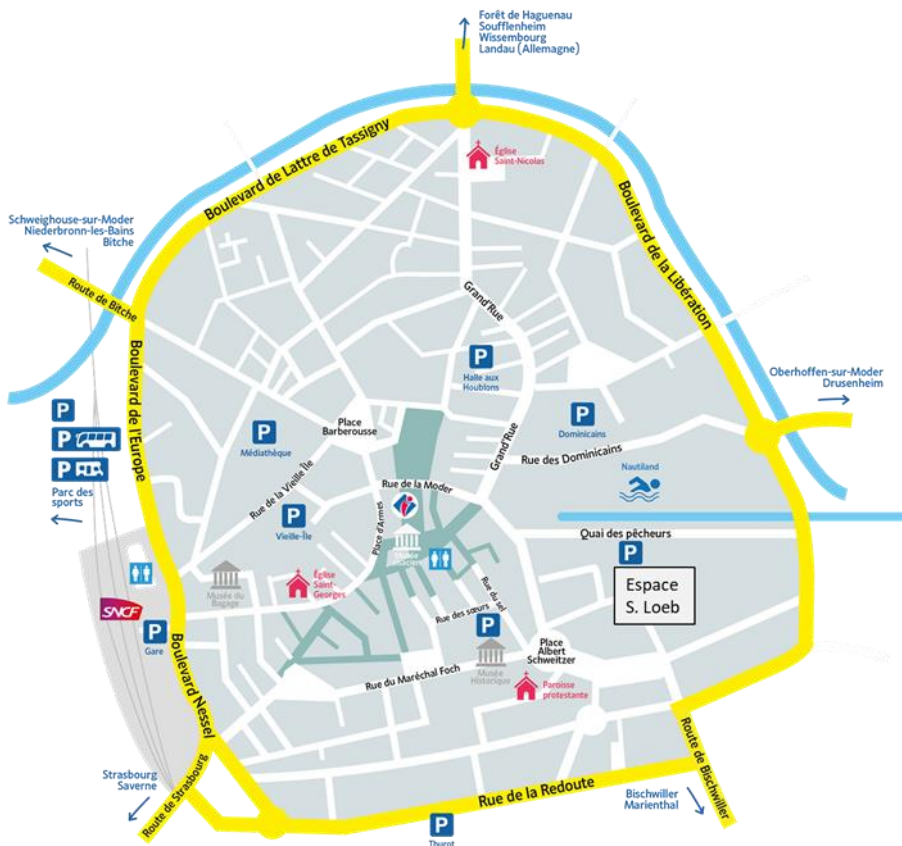 Forêt de Haguenau
Soufflenheim
Wissembourg
Landau (Allemagne)
Église
Saint-Nicolas
Boulevard de Lattre de Tassigny
Boulevard de la Libération
Schweighouse-sur-Moder
Niederbronn-les-Bains
Bitche
Route de Bitche
Grand'Rue
P
Halle aux
Houblons
Oberhoffen-sur-Moder
Drusenheim
Boulevard de l'Europe
P
P
P
Parc des
sports
Place
Barberousse
P
Médiathèque
P
Dominicains
Grand'Rue
Rue des Dominicains
Nautiland
Rue de la Vieille Île
Rue de la Moder
P
Vieille-Île
Place d'Armes
Musée
Alsacien
Quai des pêcheurs
P
Espace
S. Loeb
Musée du
Bagage
Église
Saint-
Georges
Rue du sel
Rue des sœurs
P
SNCF
P
Gare
Place
Albert
Schweitzer
Musée
Historique
Rue du Maréchal Foch
Paroisse
protestante
Boulevard Nessel
Route de Bischwiller
Strasbourg
Saverne
Route de Strasbourg
Rue de la Redoute
Bischwiller
Marienthal
P
Thurot